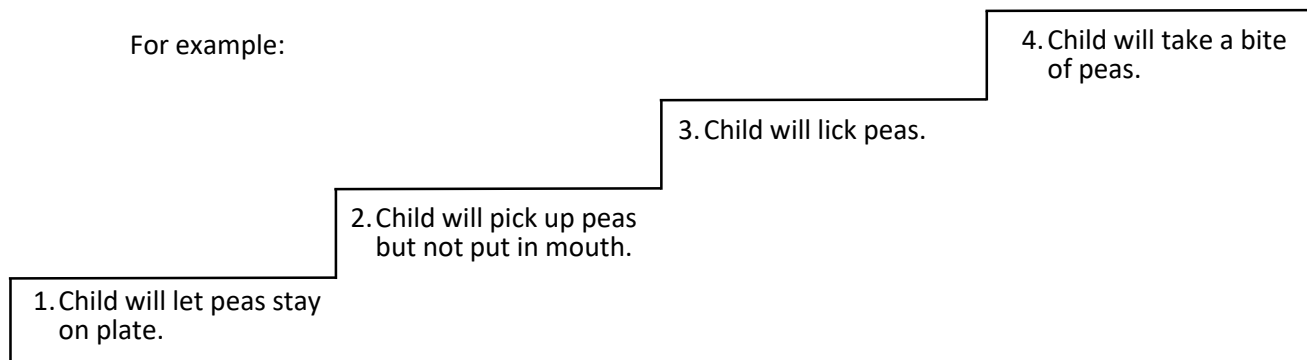 For example:
4. Child will take a bite
of peas.
3. Child will lick peas.
2. Child will pick up peas
but not put in mouth.
1. Child will let peas stay
on plate.